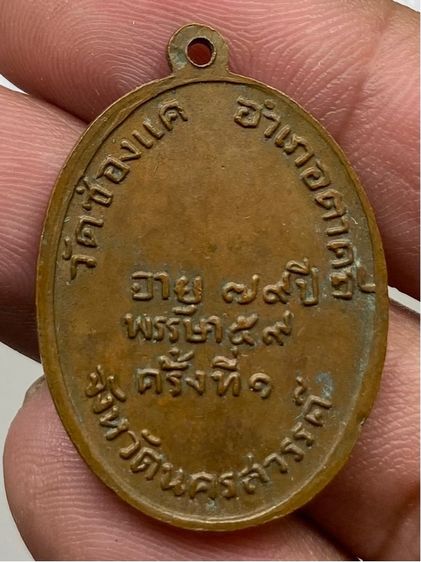 วัดช่องแค อำเภอตาคลี
อายุ ๗๙ ปี
พรรษา ๕๙
ครั้งที่ ๑
จังหวัดนครสวรรค์